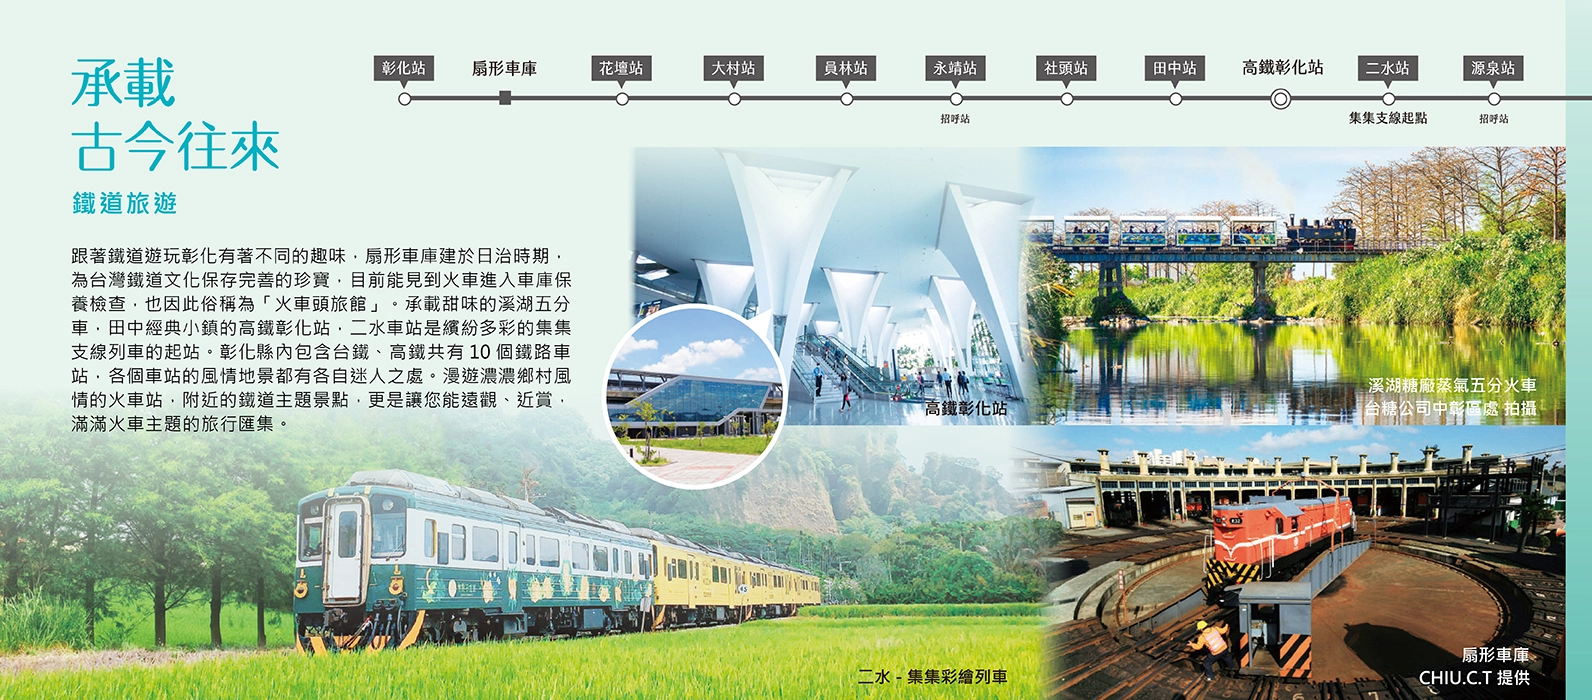 承載
古今往來
鐵道旅遊
彰化站
扇形車庫
花壇站
大村站
員林站
永靖站
社頭站
田中站
高鐵彰化站
二水站
源泉站
招呼站
集集支線起點
招呼站
跟著鐵道遊玩彰化有著不同的趣味，扇形車庫建於日治時期，
為台灣鐵道文化保存完善的珍寶，目前能見到火車進入車庫保
養檢查，也因此俗稱為「火車頭旅館」。承載甜味的溪湖五分
車，田中經典小鎮的高鐵彰化站，二水車站是繽紛多彩的集集
支線列車的起站。彰化縣內包含台鐵、高鐵共有 10 個鐵路車
站，各個車站的風情地景都有各自迷人之處。漫遊濃濃鄉村風
情的火車站，附近的鐵道主題景點，更是讓您能遠觀、近賞，
滿滿火車主題的旅行匯集。
高鐵彰化站
溪湖糖廠蒸氣五分火車
台糖公司中彰區處 拍攝
二水 - 集集彩繪列車
扇形車庫
CHIU.C.T 提供